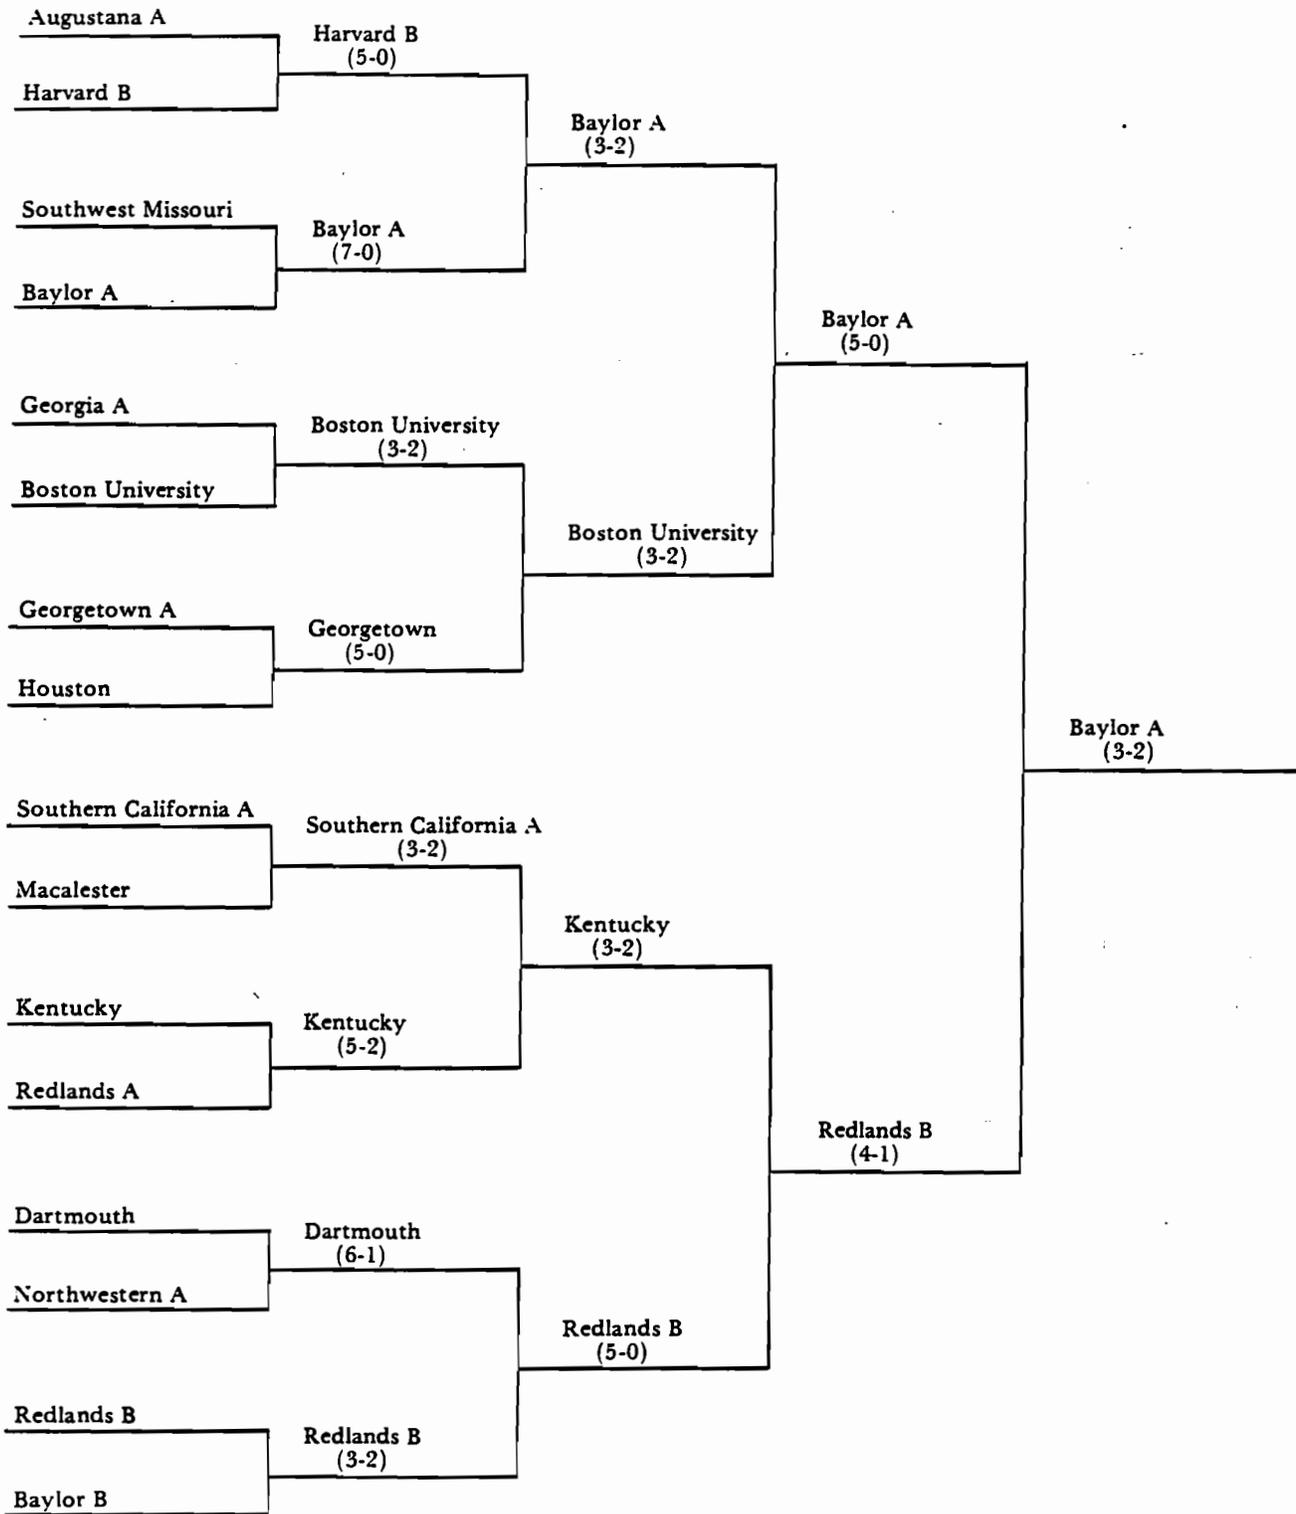 Augustana A
Harvard B
Southwest Missouri
Baylor A
Georgia A
Boston University
Georgetown A
Houston
Southern California A
Macalester
Kentucky
Redlands A
Dartmouth
Northwestern A
Redlands B
Baylor B
Harvard B
(5-0)
Baylor A
(7-0)
Boston University
(3-2)
Georgetown
(5-0)
Southern California A
(3-2)
Kentucky
(5-2)
Dartmouth
(6-1)
Redlands B
(3-2)
Baylor A
(3-2)
Boston University
(3-2)
Kentucky
(3-2)
Redlands B
(5-0)
Baylor A
(5-0)
Redlands B
(4-1)
Baylor A
(3-2)